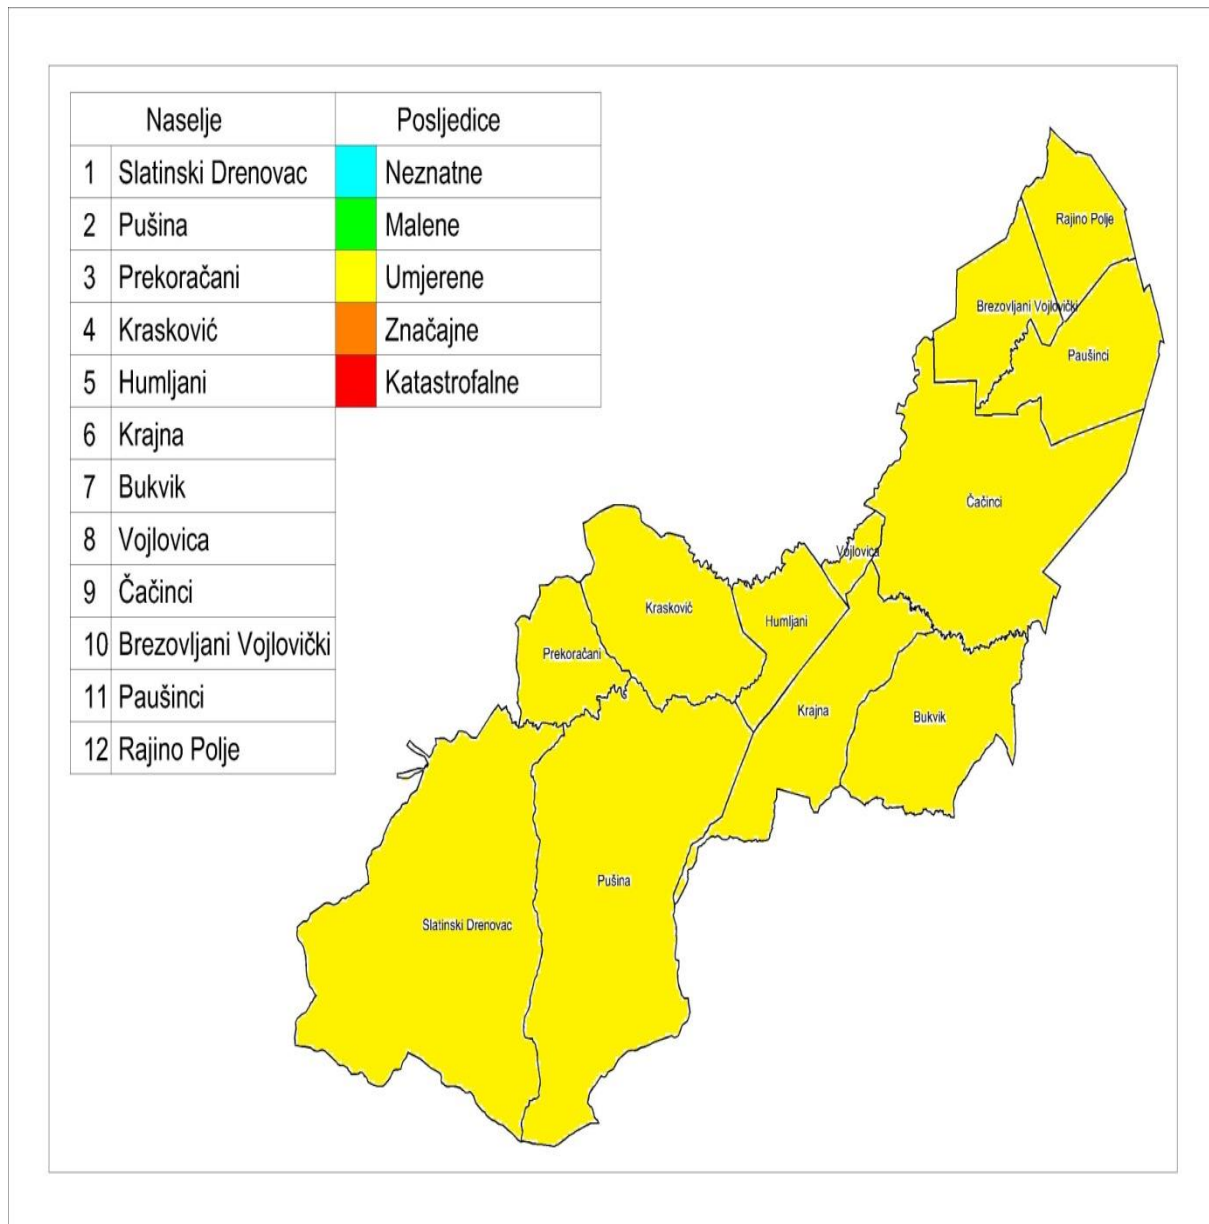 Naselje Posljedice
1 Slatinski Drenovac Neznatne
2 Pušina Malene
3 Prekoračani Umjerene
4 Krasković Značajne
5 Humljani Katastrofalne
6 Krajna
7 Bukvik
8 Vojlovica
9 Čačinci
10 Brezovljani Vojlovički
11 Paušinci
12 Rajino Polje
Rajino Polje
Brezovljani Vojlovički
Paušinci
Čačinci
Vojlovica
Krasković
Humljani
Prekoračani
Krajna
Bukvik
Pušina
Slatinski Drenovac